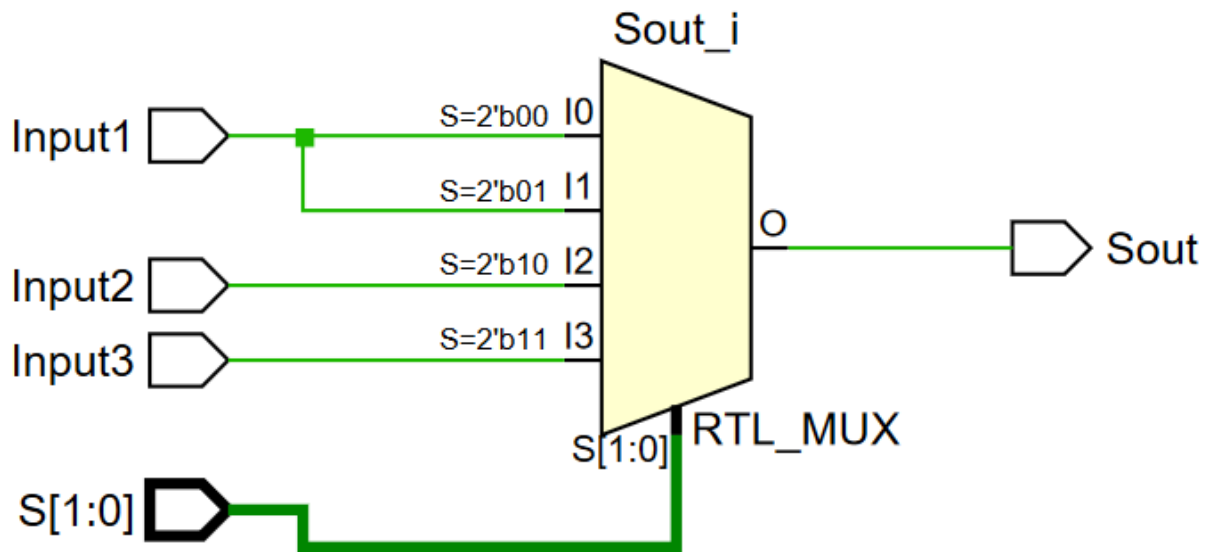 Sout_i
Input1
S=2'b00 I0
S=2'b01 I1
Input2
S=2'b10 I2
Input3
S=2'b11 I3
O
Sout
S[1:0]
RTL_MUX
S[1:0]